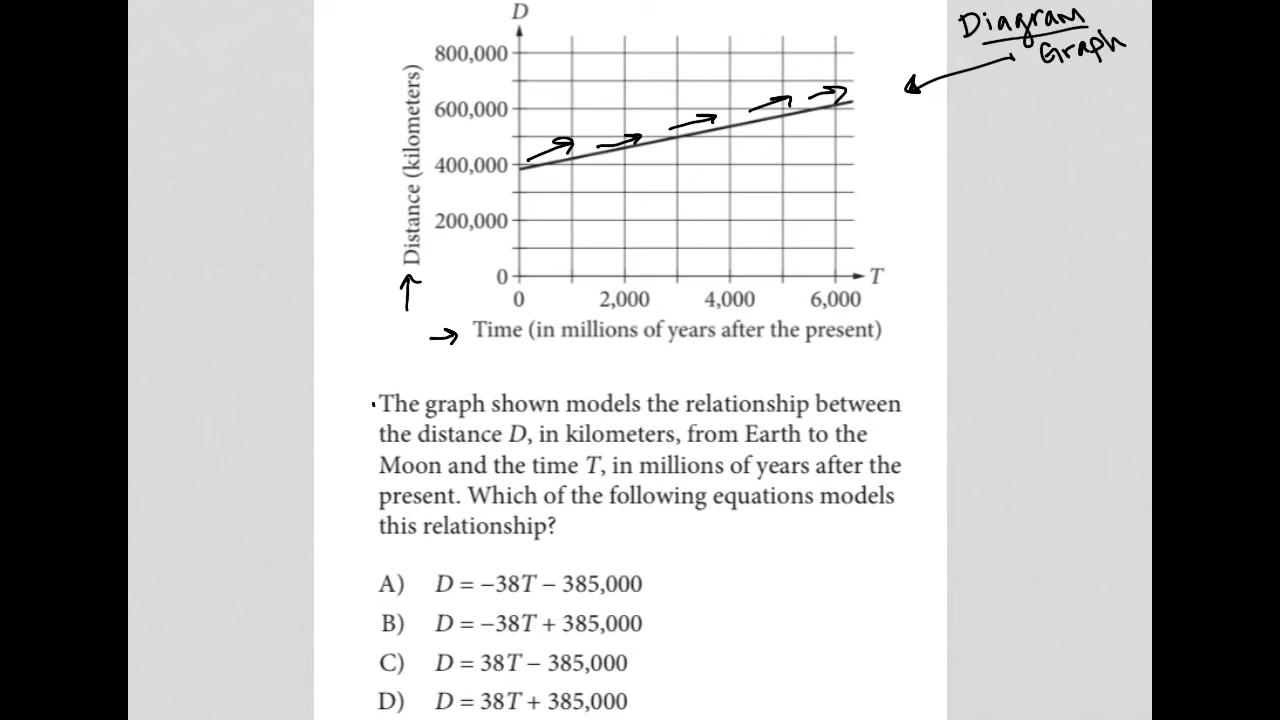 D
Diagram
Graph
800,000
600,000
400,000
200,000
0
Distance (kilometers)
T
0 2,000 4,000 6,000
Time (in millions of years after the present)
The graph shown models the relationship between
the distance D, in kilometers, from Earth to the
Moon and the time T, in millions of years after the
present. Which of the following equations models
this relationship?
A) D = −38T − 385,000
B) D = −38T + 385,000
C) D = 38T − 385,000
D) D = 38T + 385,000